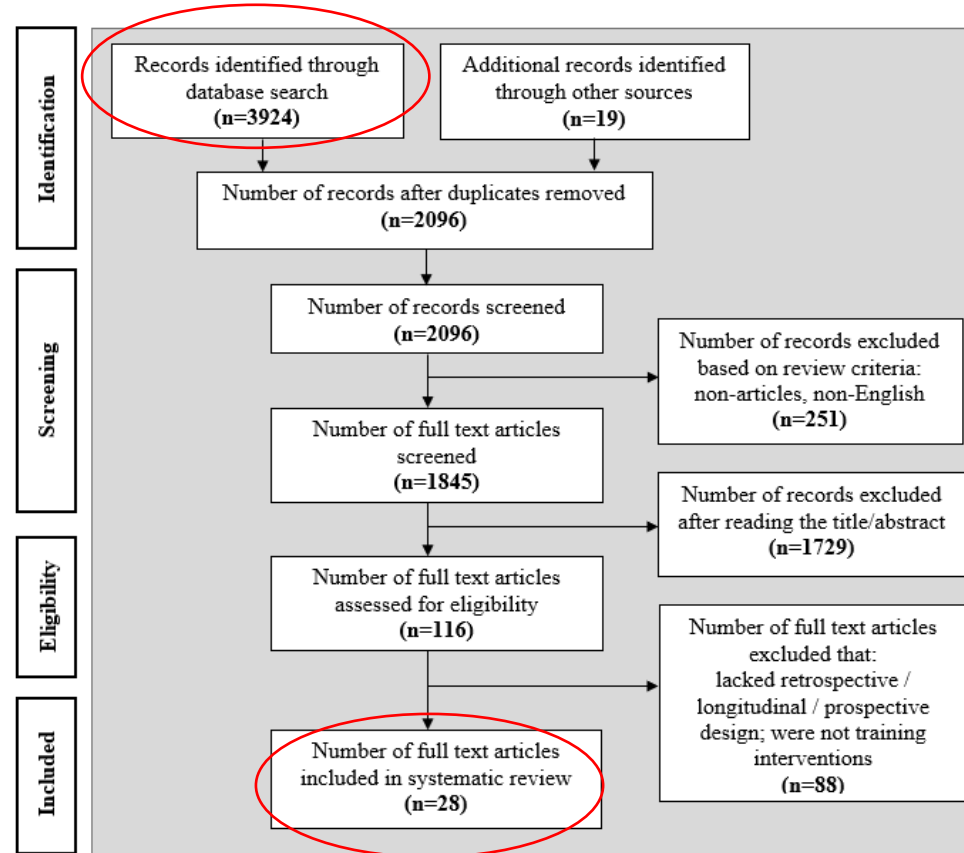 Identification
Records identified through
database search
(n=3924)
Additional records identified
through other sources
(n=19)
Number of records after duplicates removed
(n=2096)
Screening
Number of records screened
(n=2096)
Number of records excluded
based on review criteria:
non-articles, non-English
(n=251)
Number of full text articles
screened
(n=1845)
Number of records excluded
after reading the title/abstract
(n=1729)
Eligibility
Number of full text articles
assessed for eligibility
(n=116)
Number of full text articles
excluded that:
lacked retrospective /
longitudinal / prospective
design; were not training
interventions
(n=88)
Included
Number of full text articles
included in systematic review
(n=28)